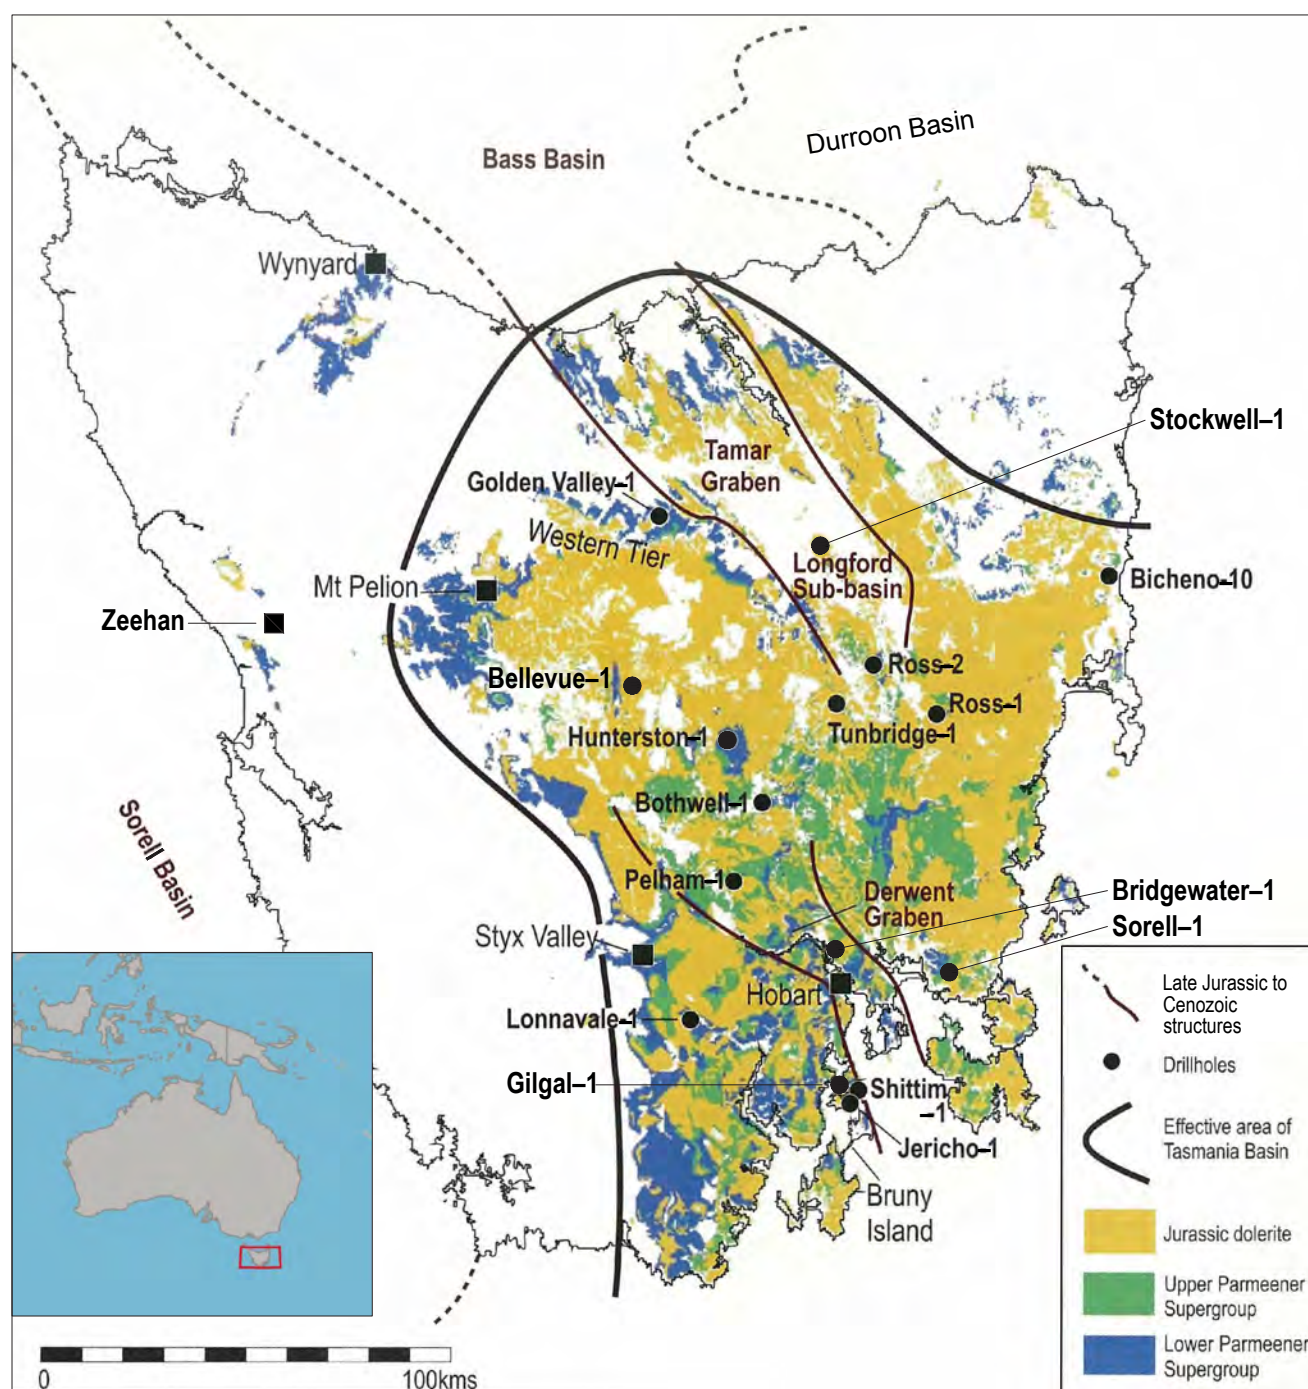 Durroon Basin
Bass Basin
Wynyard
Stockwell–1
Tamar
Graben
Golden Valley–1
Western Tier
Longford
Sub-basin
Mt Pelion
Bicheno–10
Zeehan
Ross–2
Bellevue–1
Ross–1
Tunbridge–1
Hunterston–1
Bothwell–1
Sorell Basin
Pelham–1
Derwent
Graben
Bridgewater–1
Sorell–1
Styx Valley
Hobart
Lonnavale–1
Gilgal–1
Shittim
–1
Jericho–1
Bruny
Island
Late Jurassic to
Cenozoic
structures
Drillholes
Effective area of
Tasmania Basin
Jurassic dolerite
Upper Parmeener
Supergroup
Lower Parmeener
Supergroup
0
100kms